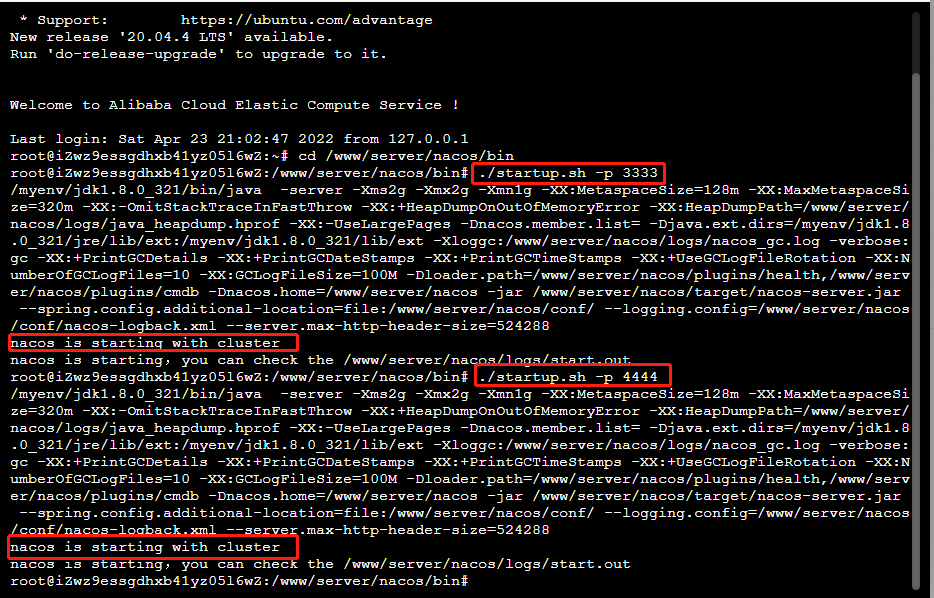 * Support:        https://ubuntu.com/advantage
New release '20.04.4 LTS' available.
Run 'do-release-upgrade' to upgrade to it.
Welcome to Alibaba Cloud Elastic Compute Service !
Last login: Sat Apr 23 21:02:47 2022 from 127.0.0.1
root@iZwz9essgdhxb41yz05l6wZ:~# cd /www/server/nacos/bin
root@iZwz9essgdhxb41yz05l6wZ:/www/server/nacos/bin# ./startup.sh -p 3333
/myenv/jdk1.8.0_321/bin/java  -server -Xms2g -Xmx2g -Xmn1g -XX:MetaspaceSize=128m -XX:MaxMetaspaceSi
ze=320m -XX:-OmitStackTraceInFastThrow -XX:+HeapDumpOnOutOfMemoryError -XX:HeapDumpPath=/www/server/
nacos/logs/java_heapdump.hprof -XX:-UseLargePages -Dnacos.member.list= -Djava.ext.dirs=/myenv/jdk1.8
.0_321/jre/lib/ext:/myenv/jdk1.8.0_321/lib/ext -Xloggc:/www/server/nacos/logs/nacos_gc.log -verbose:
gc -XX:+PrintGCDetails -XX:+PrintGCDateStamps -XX:+PrintGCTimeStamps -XX:+UseGCLogFileRotation -XX:N
umberOfGCLogFiles=10 -XX:GCLogFileSize=100M -Dloader.path=/www/server/nacos/plugins/health,/www/serv
er/nacos/plugins/cmdb -Dnacos.home=/www/server/nacos -jar /www/server/nacos/target/nacos-server.jar
 --spring.config.additional-location=file:/www/server/nacos/conf/ --logging.config=/www/server/nacos
/conf/nacos-logback.xml --server.max-http-header-size=524288
nacos is starting with cluster
nacos is starting，you can check the /www/server/nacos/logs/start.out
root@iZwz9essgdhxb41yz05l6wZ:/www/server/nacos/bin# ./startup.sh -p 4444
/myenv/jdk1.8.0_321/bin/java  -server -Xms2g -Xmx2g -Xmn1g -XX:MetaspaceSize=128m -XX:MaxMetaspaceSi
ze=320m -XX:-OmitStackTraceInFastThrow -XX:+HeapDumpOnOutOfMemoryError -XX:HeapDumpPath=/www/server/
nacos/logs/java_heapdump.hprof -XX:-UseLargePages -Dnacos.member.list= -Djava.ext.dirs=/myenv/jdk1.8
.0_321/jre/lib/ext:/myenv/jdk1.8.0_321/lib/ext -Xloggc:/www/server/nacos/logs/nacos_gc.log -verbose:
gc -XX:+PrintGCDetails -XX:+PrintGCDateStamps -XX:+PrintGCTimeStamps -XX:+UseGCLogFileRotation -XX:N
umberOfGCLogFiles=10 -XX:GCLogFileSize=100M -Dloader.path=/www/server/nacos/plugins/health,/www/serv
er/nacos/plugins/cmdb -Dnacos.home=/www/server/nacos -jar /www/server/nacos/target/nacos-server.jar
 --spring.config.additional-location=file:/www/server/nacos/conf/ --logging.config=/www/server/nacos
/conf/nacos-logback.xml --server.max-http-header-size=524288
nacos is starting with cluster
nacos is starting，you can check the /www/server/nacos/logs/start.out
root@iZwz9essgdhxb41yz05l6wZ:/www/server/nacos/bin#